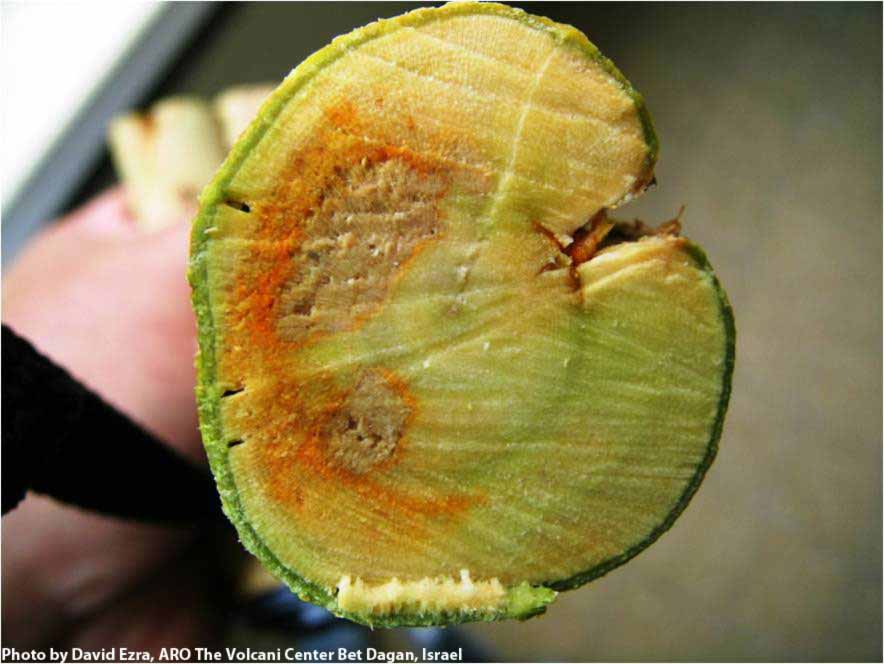 Photo by David Ezra, ARO The Volcani Center Bet Dagan, Israel